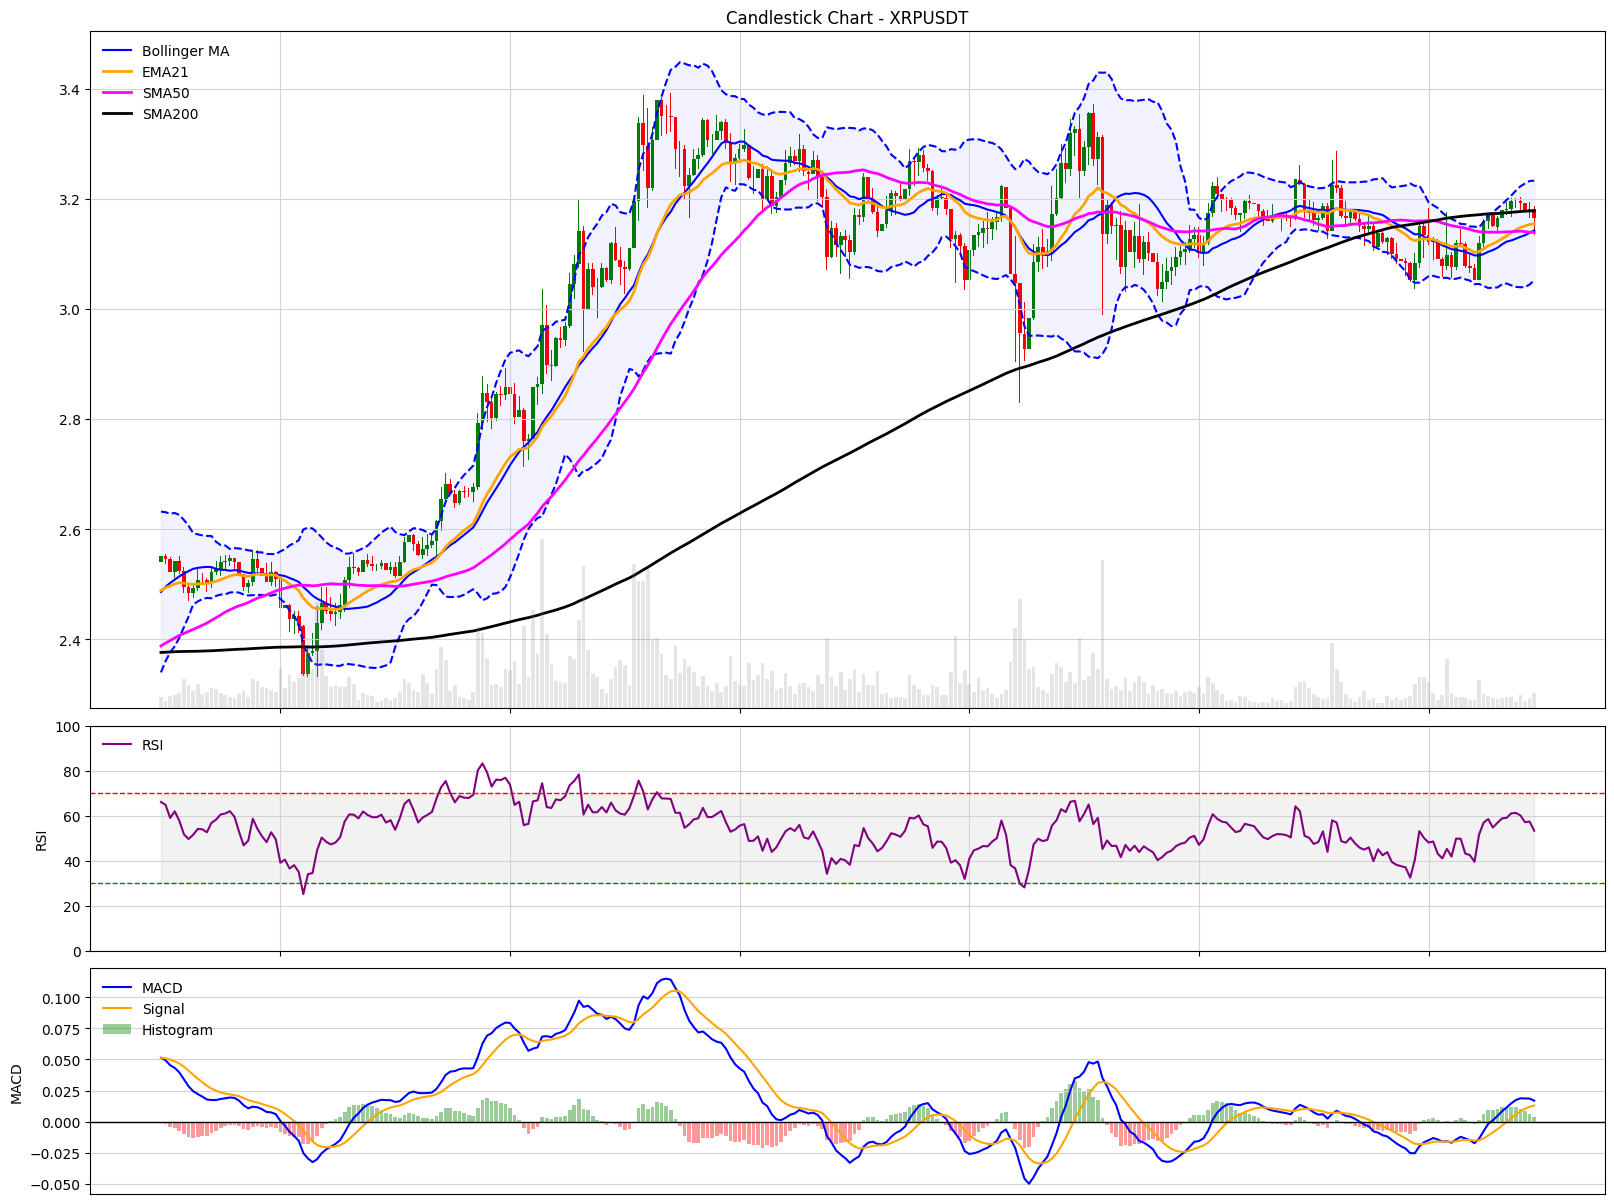 Candlestick Chart - XRPUSDT
Bollinger MA
EMA21
SMA50
SMA200
3.4
3.2
3.0
2.8
2.6
2.4
RSI
100
80
60
40
20
0
RSI
MACD
Signal
Histogram
0.100
0.075
0.050
0.025
0.000
−0.025
−0.050
MACD